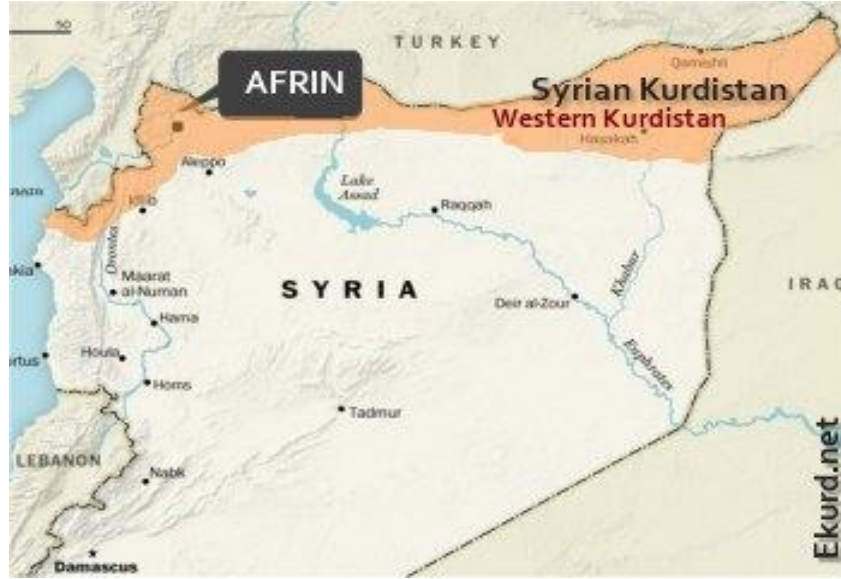 50
TURKEY
AFRIN
Qamishli
Syrian Kurdistan
Western Kurdistan
Hasakah
Aleppo
Lake
Assad
Idlib
Raqqah
Orontes
Maarat
al-Numan
SYRIA
Khabur
IRAQ
Deir al-Zour
Hama
Houla
Euphrates
Homs
Tadmur
LEBANON
Nabk
Damascus
Ekurd.net